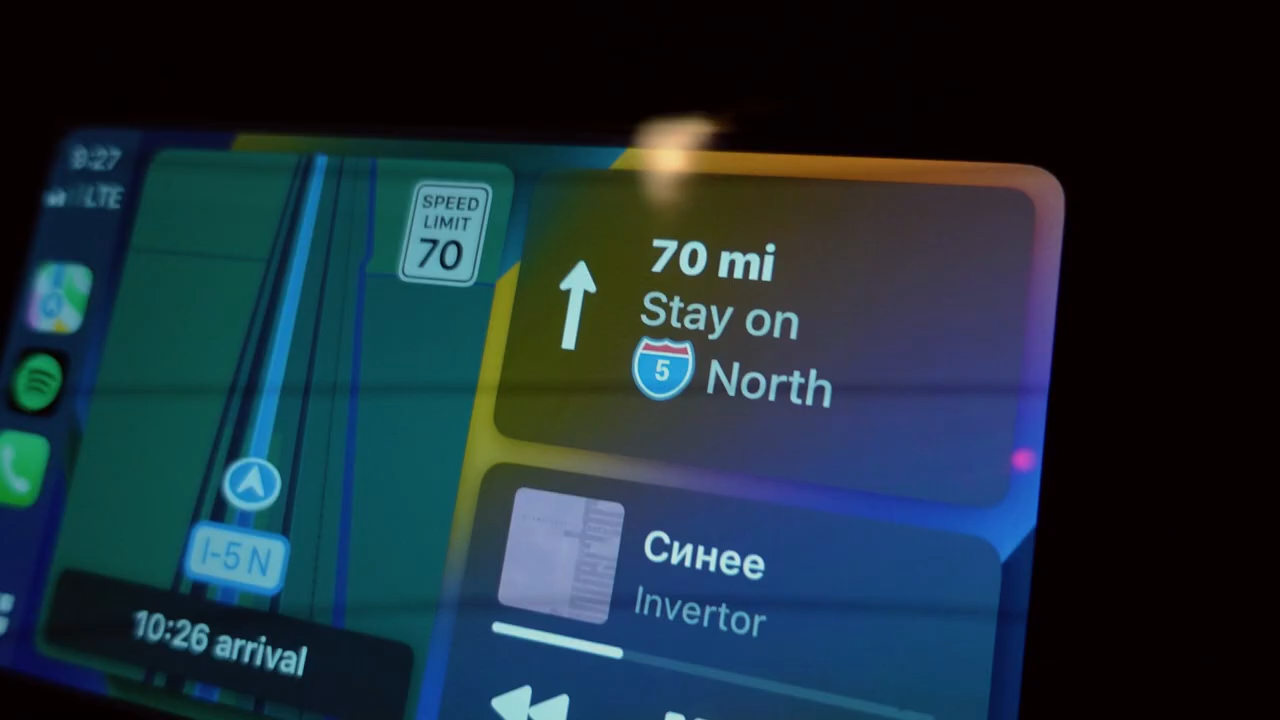 9:27
LTE
SPEED
LIMIT
70
I-5 N
10:26 arrival
70 mi
Stay on
5 North
Синее
Invertor